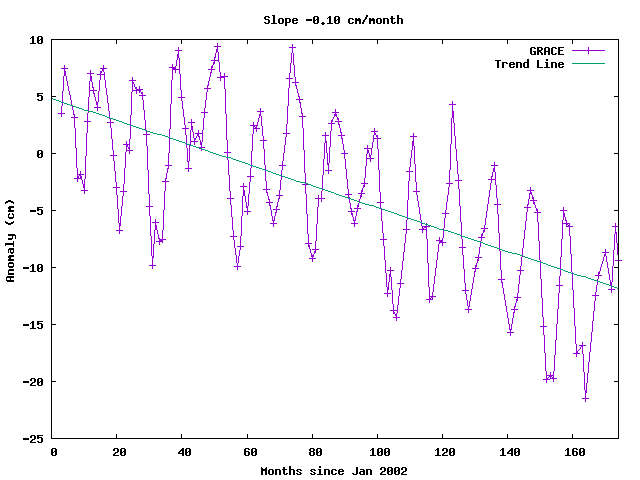 Slope -0.10 cm/month
GRACE
Trend Line
10
5
0
-5
-10
-15
-20
-25
Anomaly (cm)
0 20 40 60 80 100 120 140 160
Months since Jan 2002